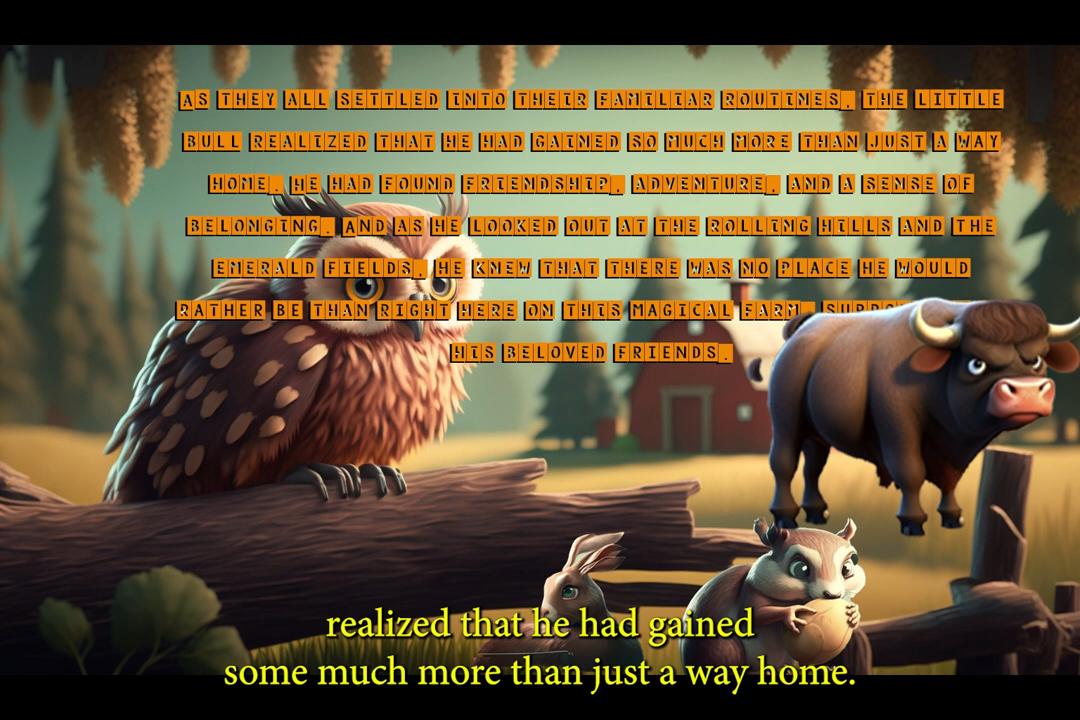 AS THEY ALL SETTLED INTO THEIR FAMILIAR ROUTINES, THE LITTLE
BULL REALIZED THAT HE HAD GAINED SO MUCH MORE THAN JUST A WAY
HOME. HE HAD FOUND FRIENDSHIP, ADVENTURE, AND A SENSE OF
BELONGING. AND AS HE LOOKED OUT AT THE ROLLING HILLS AND THE
EMERALD FIELDS, HE KNEW THAT THERE WAS NO PLACE HE WOULD
RATHER BE THAN RIGHT HERE ON THIS MAGICAL FARM,
HIS BELOVED FRIENDS.
realized that he had gained
some much more than just a way home.